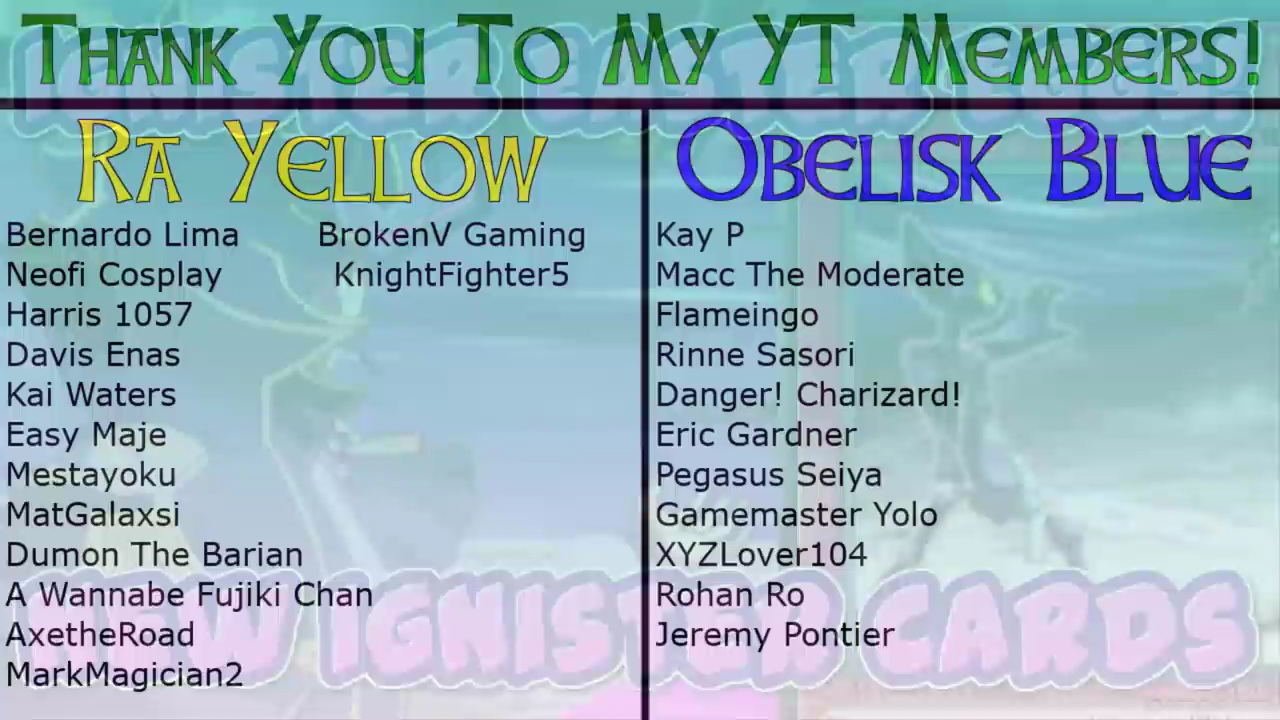 Thank You To My YT Members!
Ra Yellow
Bernardo Lima
Neofi Cosplay
Harris 1057
Davis Enas
Kai Waters
Easy Maje
Mestayoku
MatGalaxsi
Dumon The Barian
A Wannabe Fujiki Chan
AxetheRoad
MarkMagician2
BrokenV Gaming
KnightFighter5
Obelisk Blue
Kay P
Macc The Moderate
Flameingo
Rinne Sasori
Danger! Charizard!
Eric Gardner
Pegasus Seiya
Gamemaster Yolo
XYZLover104
Rohan Ro
Jeremy Pontier
NEW IGNISTER CARDS